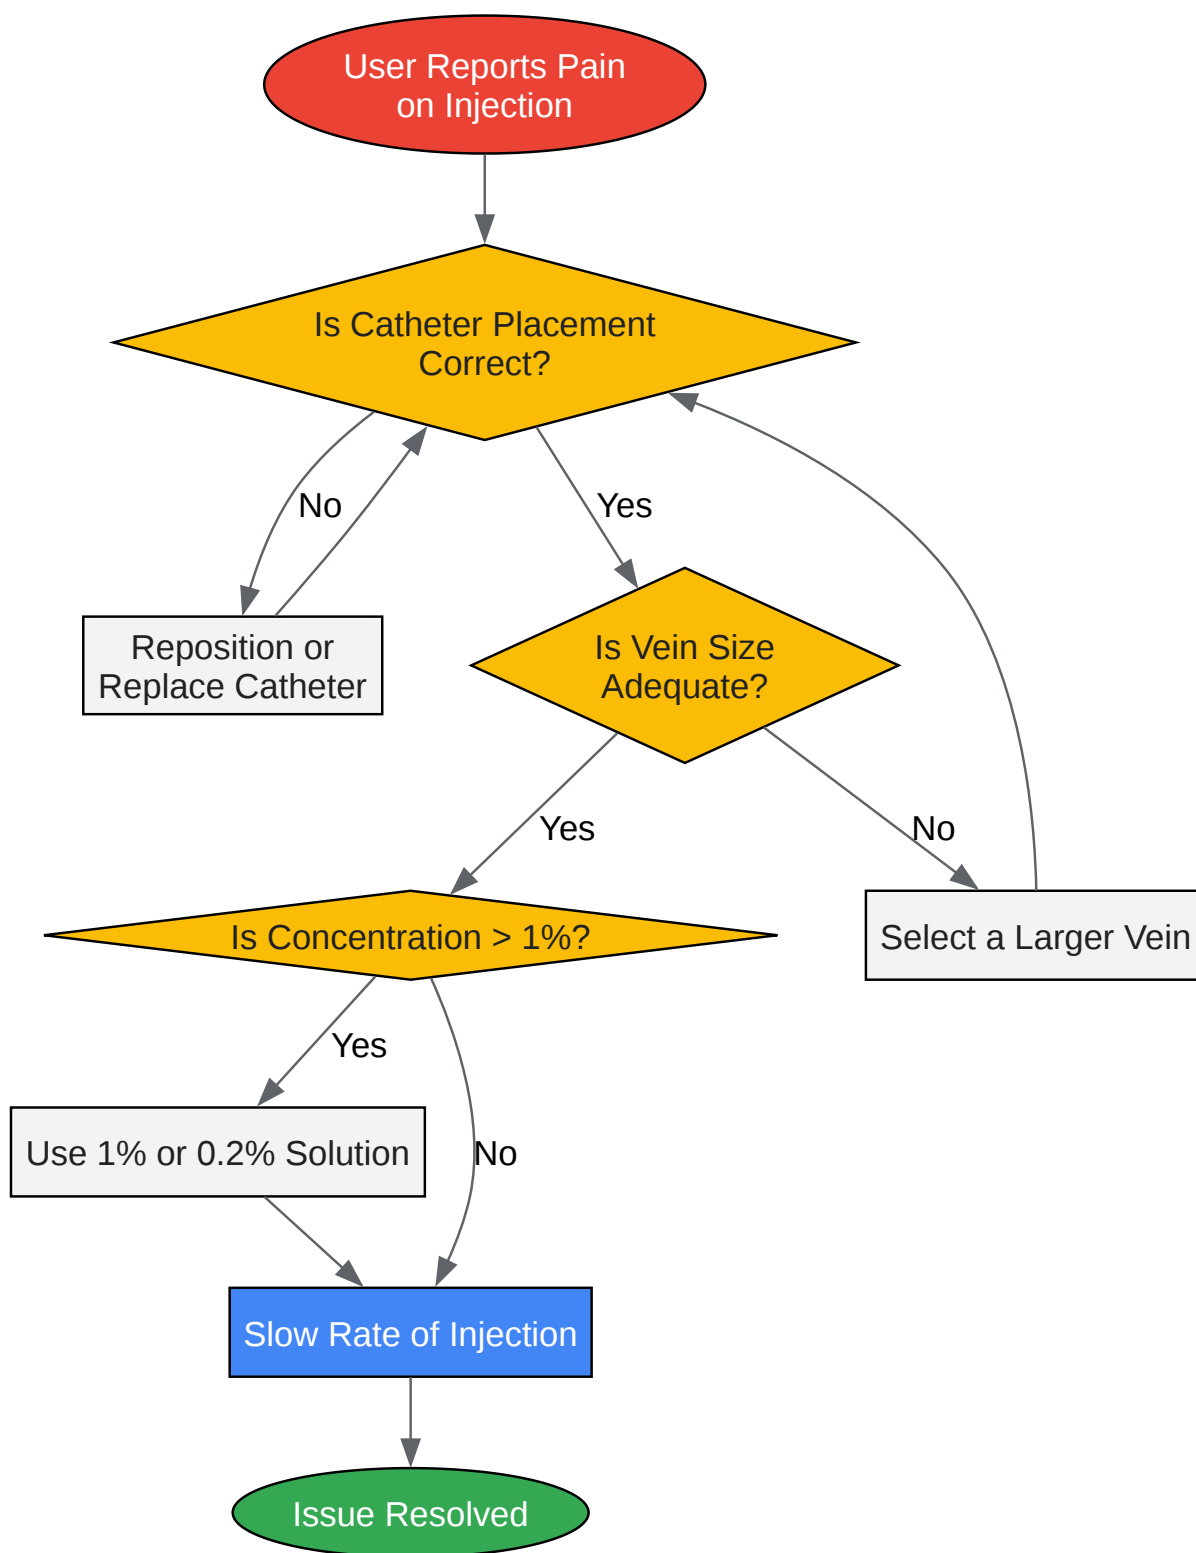 User Reports Pain
on Injection
Is Catheter Placement
Correct?
No
Yes
Reposition or
Replace Catheter
Is Vein Size
Adequate?
Yes
No
Is Concentration > 1%?
Select a Larger Vein
Yes
Use 1% or 0.2% Solution
No
Slow Rate of Injection
Issue Resolved